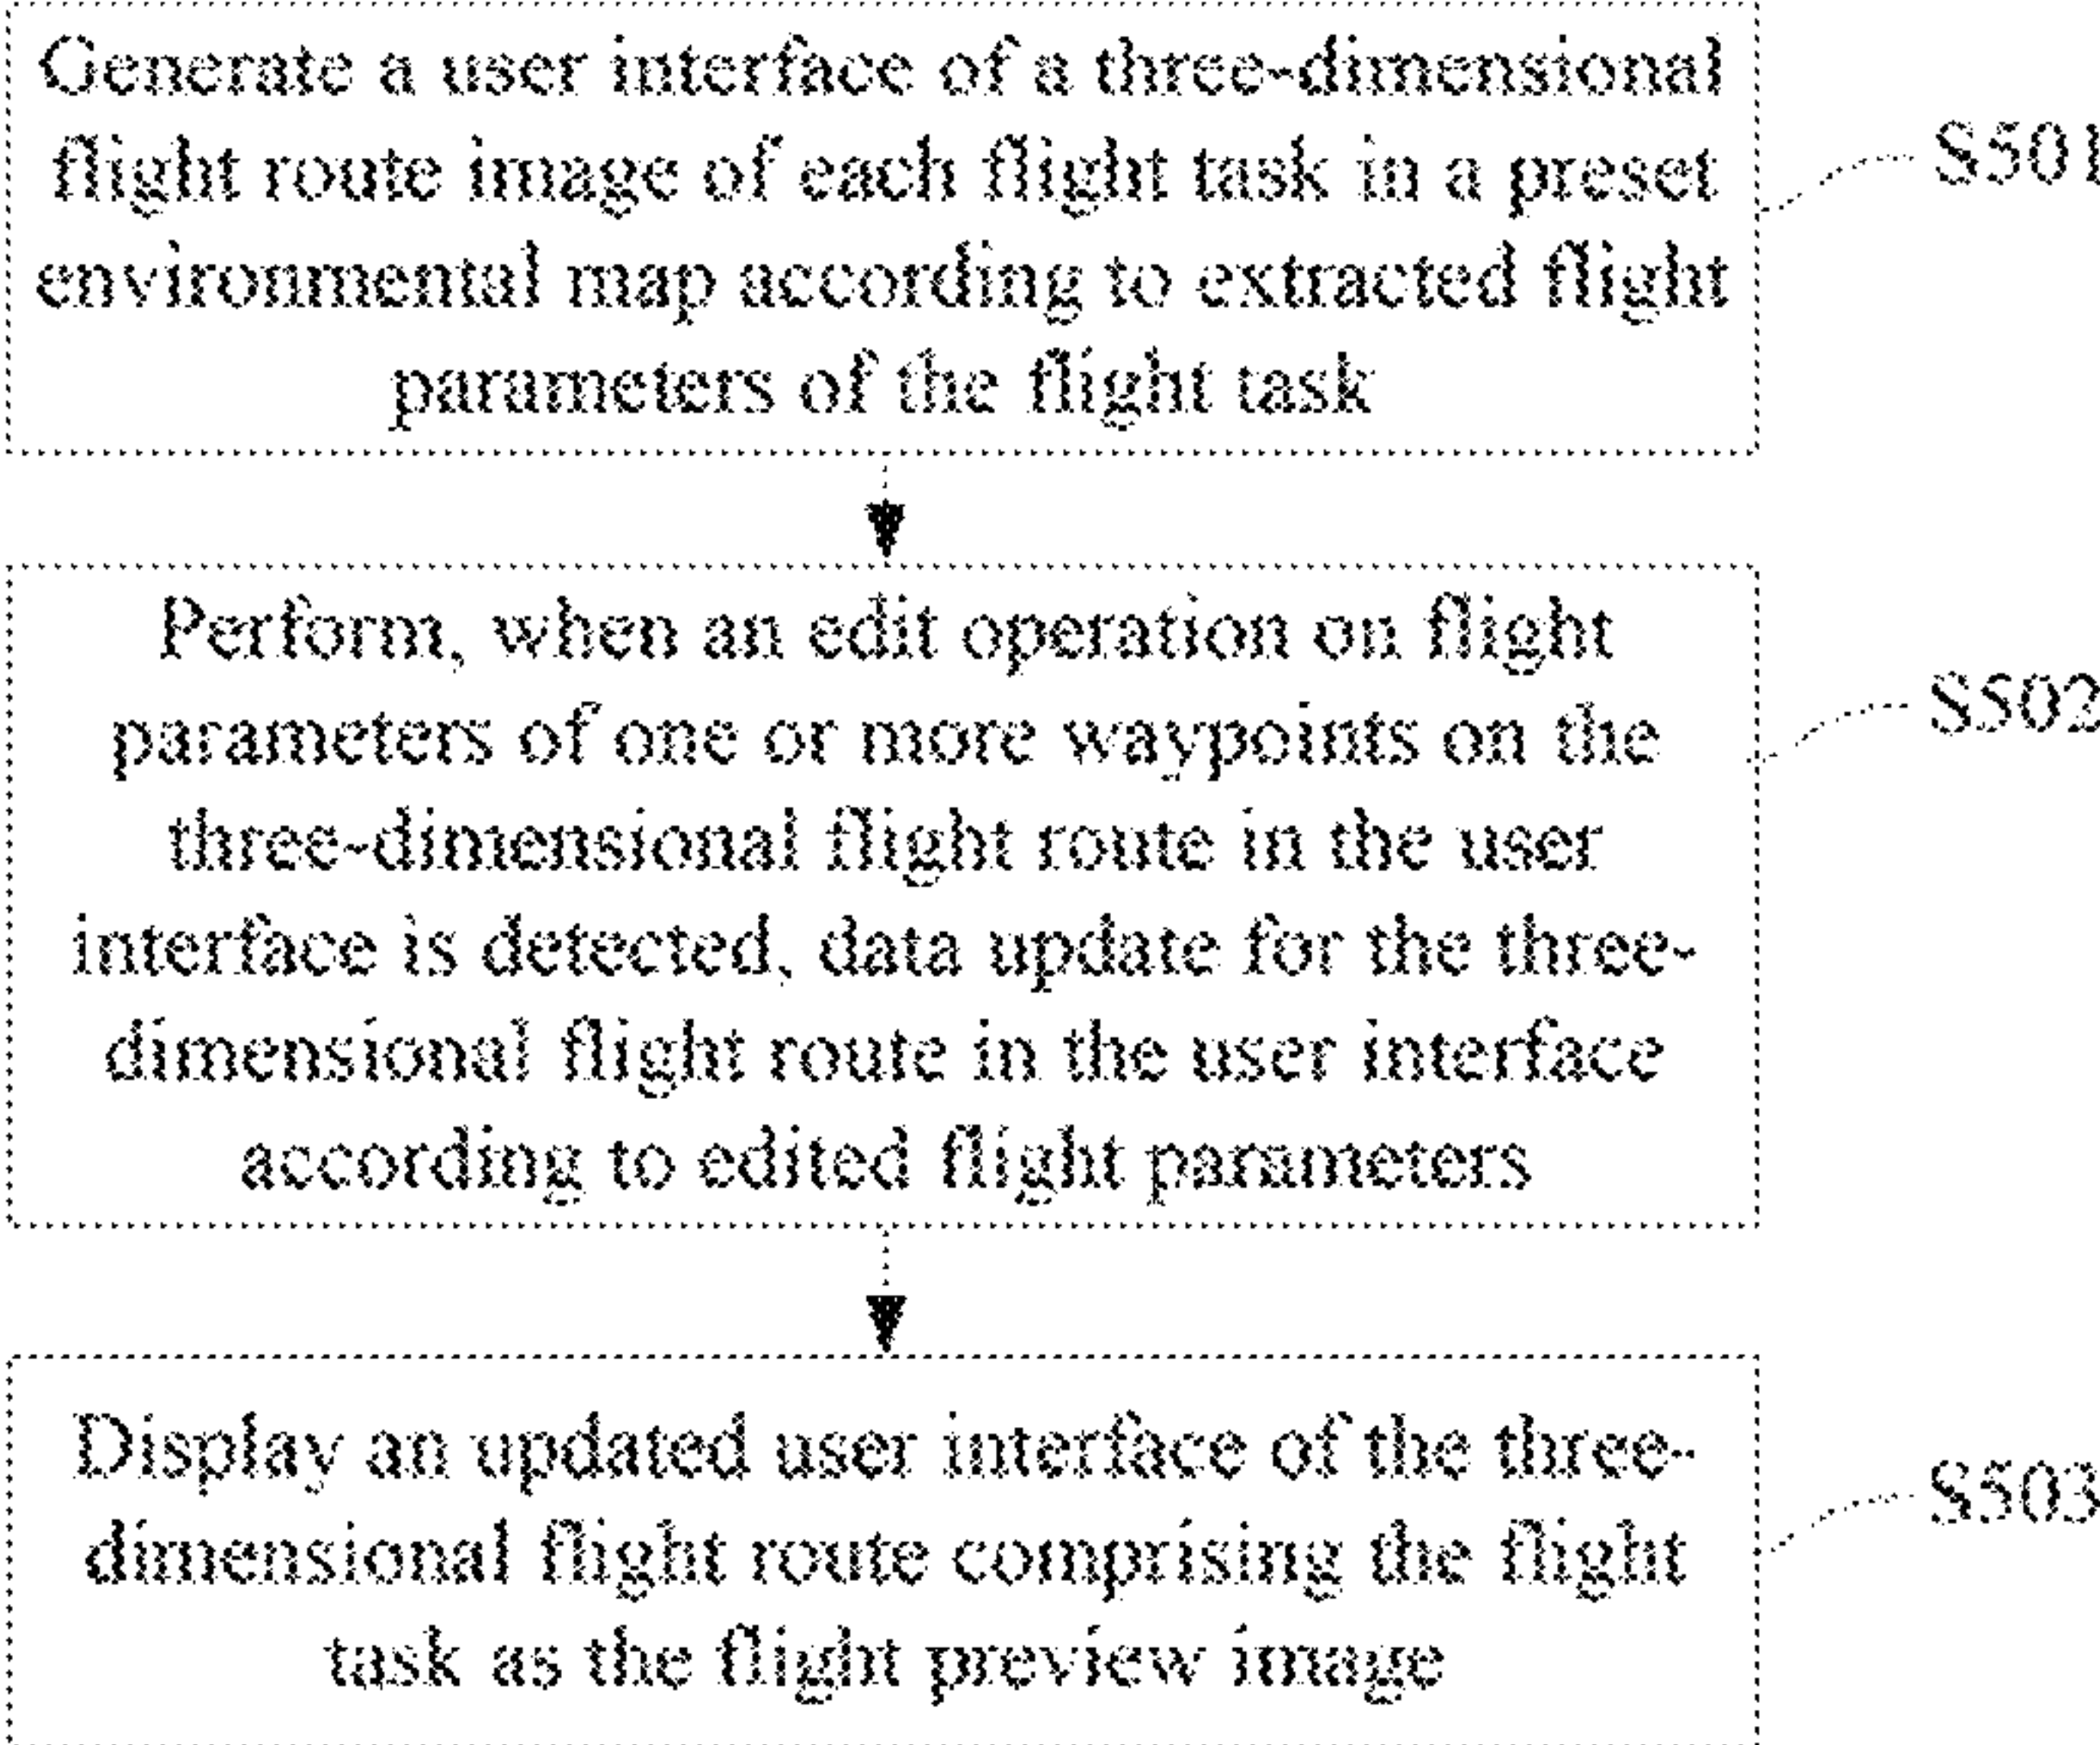 Generate a user interface of a three-dimensional
flight route image of each flight task in a preset
environmental map according to extracted flight
parameters of the flight task
S501
Perform, when an edit operation on flight
parameters of one or more waypoints on the
three-dimensional flight route in the user
interface is detected, data update for the three-
dimensional flight route in the user interface
according to edited flight parameters
S502
Display an updated user interface of the three-
dimensional flight route comprising the flight
task as the flight preview image
S503